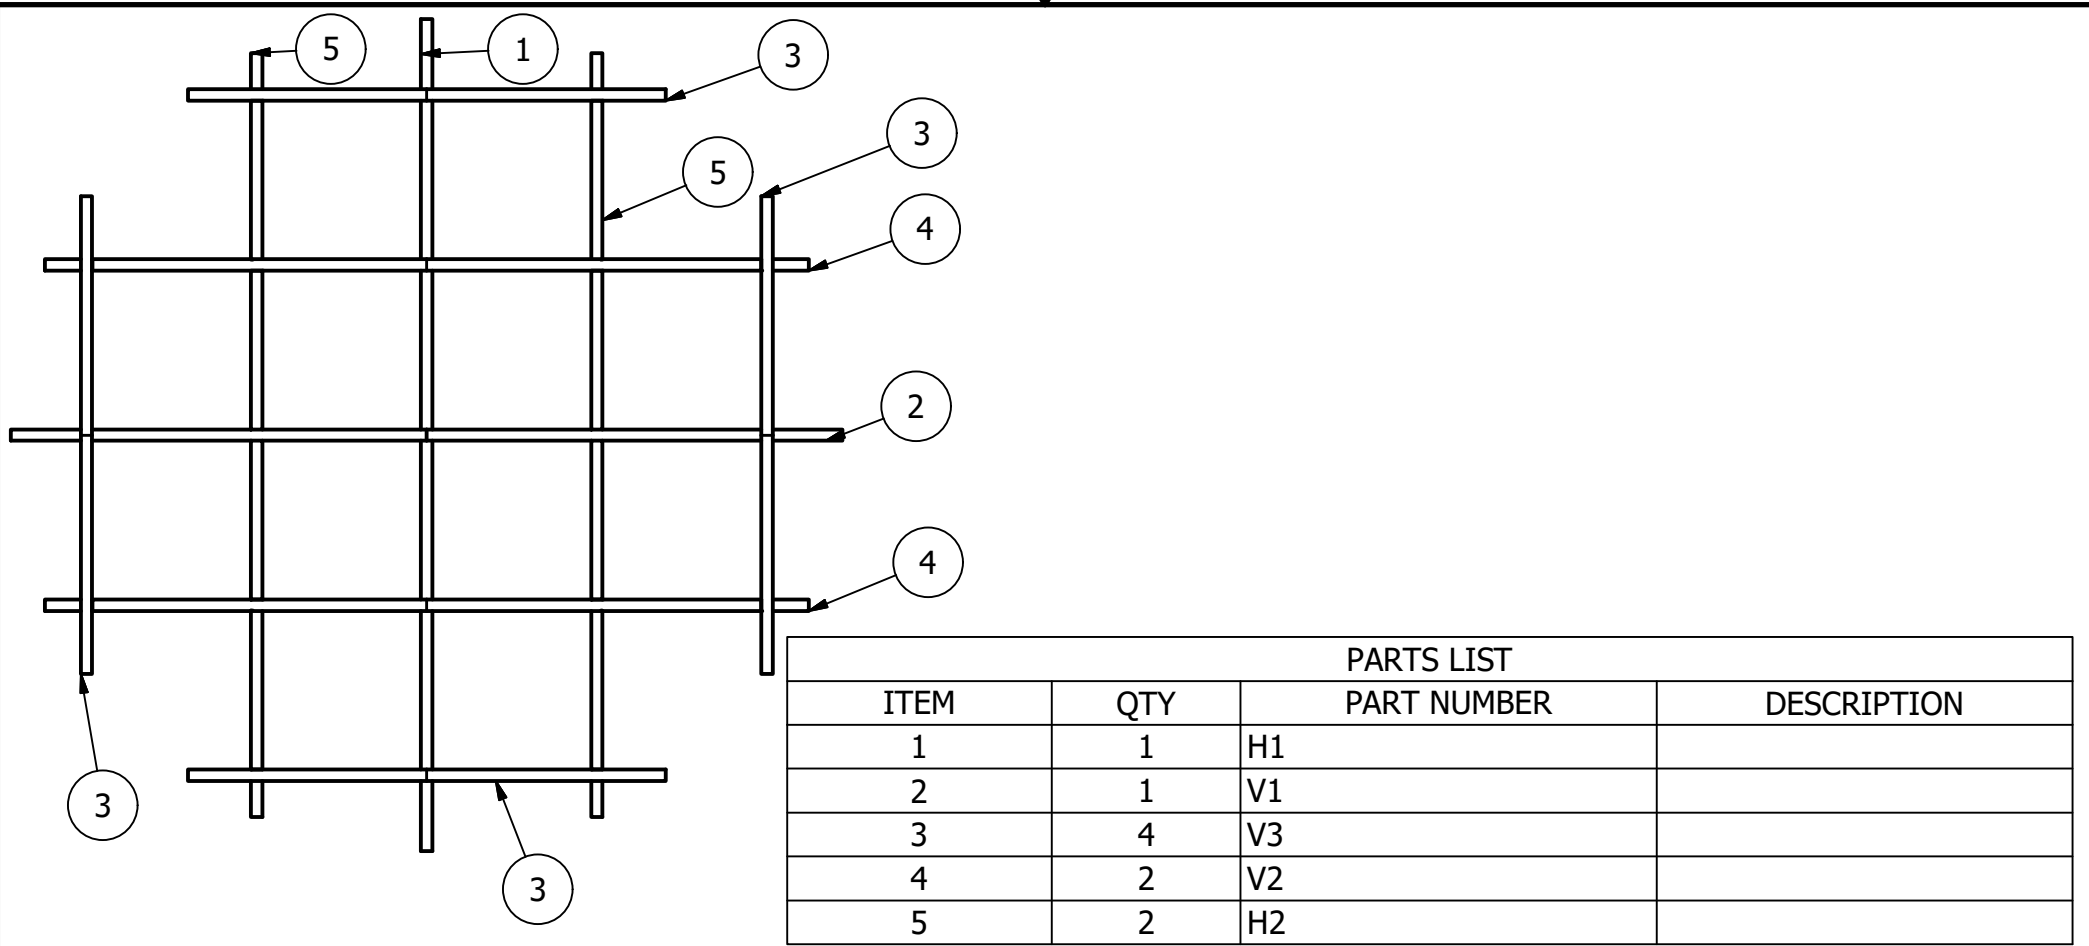 5
1
3
3
5
4
2
4
3
3
PARTS LIST
ITEM QTY PART NUMBER DESCRIPTION
1 1 H1
2 1 V1
3 4 V3
4 2 V2
5 2 H2